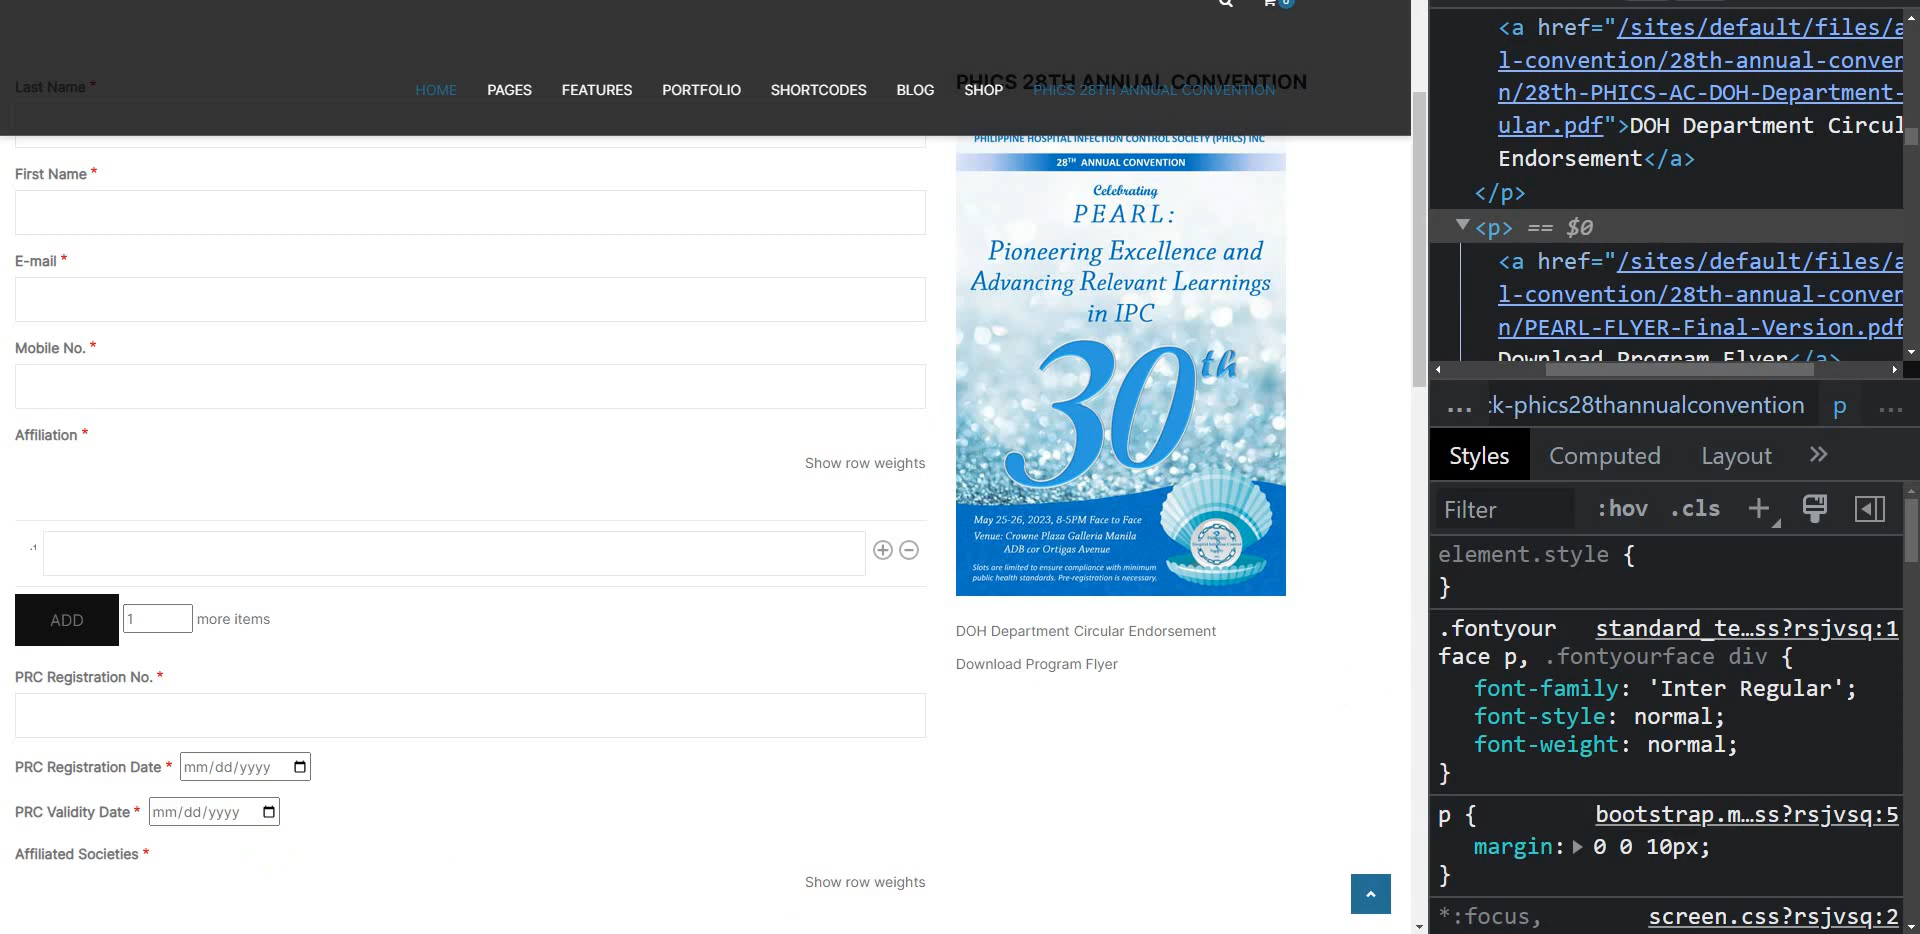 0
Last Name *
HOME PAGES FEATURES PORTFOLIO SHORTCODES BLOG SHOP PHICS 28TH ANNUAL CONVENTION
PHICS 28TH ANNUAL CONVENTION
First Name *
E-mail *
Mobile No. *
Affiliation *
Show row weights
ADD 1 more items
PRC Registration No. *
PRC Registration Date * mm/dd/yyyy
PRC Validity Date * mm/dd/yyyy
Affiliated Societies *
Show row weights
PHILIPPINE HOSPITAL INFECTION CONTROL SOCIETY (PHICS) INC
28TH ANNUAL CONVENTION
Celebrating
PEARL:
Pioneering Excellence and
Advancing Relevant Learnings
in IPC
30th
May 25-26, 2023, 8-5PM Face to Face
Venue: Crowne Plaza Galleria Manila
ADB cor Ortigas Avenue
Slots are limited to ensure compliance with minimum
public health standards. Pre-registration is necessary.
DOH Department Circular Endorsement
Download Program Flyer
<a href="/sites/default/files/a
l-convention/28th-annual-conven
n/28th-PHICS-AC-DOH-Department-
ular.pdf">DOH Department Circul
Endorsement</a>
</p>
<p> == $0
<a href="/sites/default/files/a
l-convention/28th-annual-conven
n/PEARL-FLYER-Final-Version.pdf
Download Program Flyer</a>
... ck-phics28thannualconvention p ...
Styles Computed Layout »
Filter :hov .cls +
element.style {
}
.fontyour standard_te…ss?rsjvsq:1
face p, .fontyourface div {
font-family: 'Inter Regular';
font-style: normal;
font-weight: normal;
}
p { bootstrap.m…ss?rsjvsq:5
margin: 0 0 10px;
}
*:focus, screen.css?rsjvsq:2